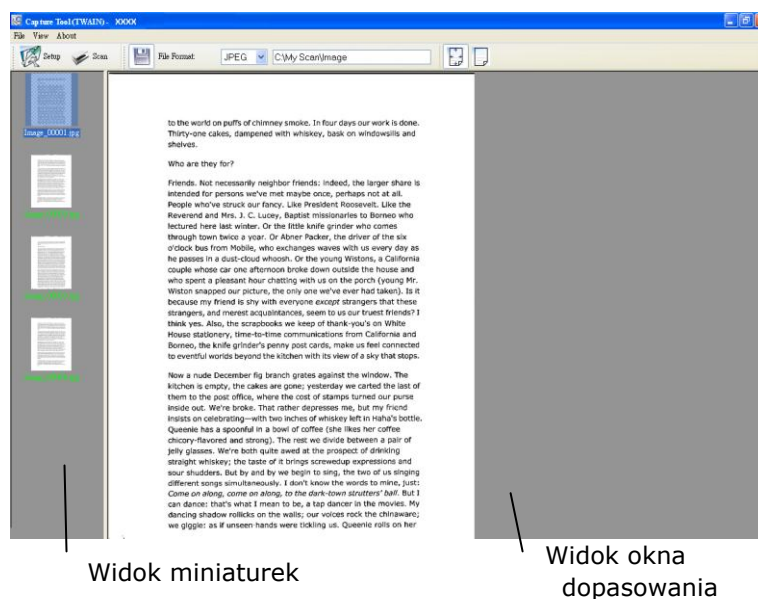 Capture Tool (TWAIN) - XXXX
File View About
Setup Scan File Format: JPEG C:\My Scan\Image
Image_00001.jpg
to the world on puffs of chimney smoke. In four days our work is done.
Thirty-one cakes, dampened with whiskey, bask on windowsills and
shelves.
Who are they for?
Friends. Not necessarily neighbor friends: indeed, the larger share is
intended for persons we've met maybe once, perhaps not at all.
People who've struck our fancy. Like President Roosevelt. Like the
Reverend and Mrs. J. C. Lucey, Baptist missionaries to Borneo who
lectured here last winter. Or the little knife grinder who comes
through town twice a year. Or Abner Packer, the driver of the six
o'clock bus from Mobile, who exchanges waves with us every day as
he passes in a dust-cloud whoosh. Or the young Wistons, a California
couple whose car one afternoon broke down outside the house and
who spent a pleasant hour chatting with us on the porch (young Mr.
Wiston snapped our picture, the only one we've ever had taken). Is it
because my friend is shy with everyone except strangers that these
strangers, and merest acquaintances, seem to us our truest friends? I
think yes. Also, the scrapbooks we keep of thank-you's on White
House stationery, time-to-time communications from California and
Borneo, the knife grinder's penny post cards, make us feel connected
to eventful worlds beyond the kitchen with its view of a sky that stops.
Now a nude December fig branch grates against the window. The
kitchen is empty, the cakes are gone; yesterday we carted the last of
them to the post office, where the cost of stamps turned our purse
inside out. We're broke. That rather depresses me, but my friend
insists on celebrating—with two inches of whiskey left in Haha's bottle.
Queenie has a spoonful in a bowl of coffee (she likes her coffee
chicory-flavored and strong). The rest we divide between a pair of
jelly glasses. We're both quite awed at the prospect of drinking
straight whiskey; the taste of it brings screwedup expressions and
sour shudders. But by and by we begin to sing, the two of us singing
different songs simultaneously. I don't know the words to mine, just:
Come on along, come on along, to the dark-town strutters' ball. But I
can dance: that's what I mean to be, a tap dancer in the movies. My
dancing shadow rollicks on the walls; our voices rock the chinaware;
we giggle: as if unseen hands were tickling us. Queenie rolls on her
Widok miniaturek
Widok okna
dopasowania